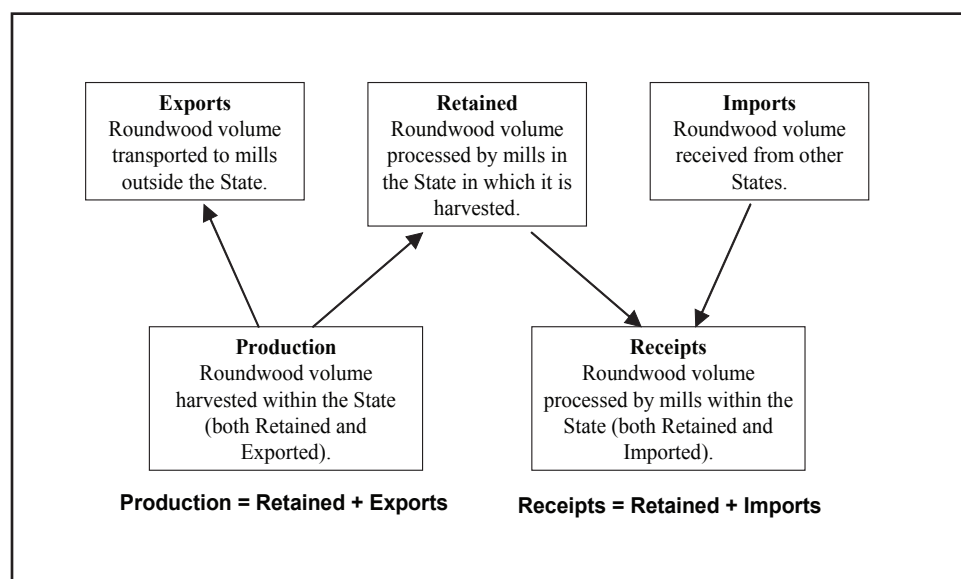 Exports
Roundwood volume
transported to mills
outside the State.
Retained
Roundwood volume
processed by mills in
the State in which it is
harvested.
Imports
Roundwood volume
received from other
States.
Production
Roundwood volume
harvested within the State
(both Retained and
Exported).
Receipts
Roundwood volume
processed by mills within the
State (both Retained and
Imported).
Production = Retained + Exports
Receipts = Retained + Imports